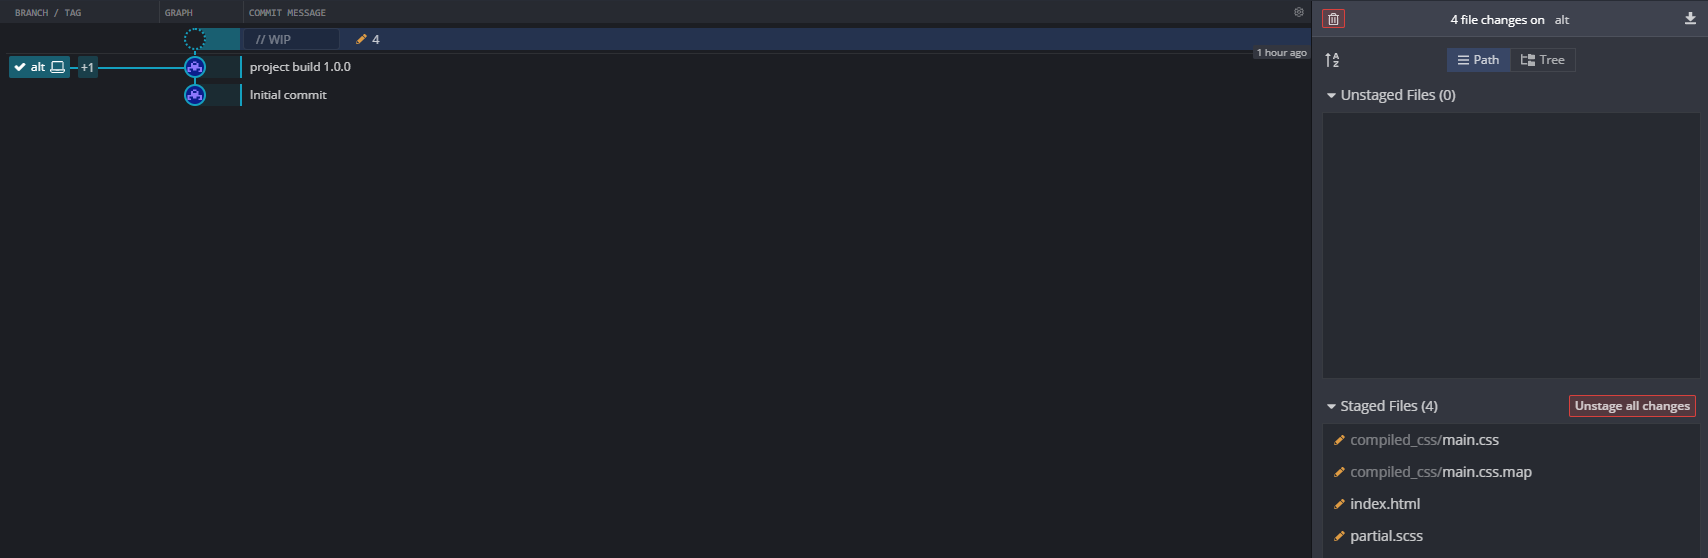 BRANCH / TAG GRAPH COMMIT MESSAGE
// WIP 4
1 hour ago
alt +1 project build 1.0.0
Initial commit
4 file changes on alt
A Z Path Tree
Unstaged Files (0)
Staged Files (4) Unstage all changes
compiled_css/main.css
compiled_css/main.css.map
index.html
partial.scss